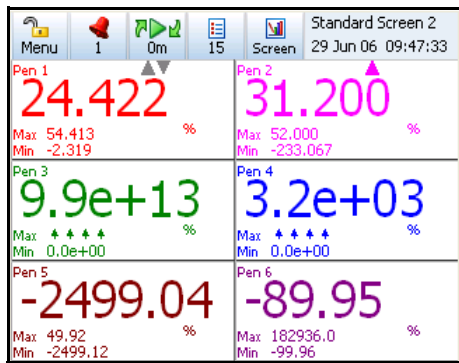 Menu 1 0m 15 Screen Standard Screen 2
29 Jun 06 09:47:33
Pen 1
24.422
Max 54.413 %
Min -2.319
Pen 2
31.200
Max 52.000 %
Min -233.067
Pen 3
9.9e+13
Max %
Min 0.0e+00
Pen 4
3.2e+03
Max %
Min 0.0e+00
Pen 5
-2499.04
Max 49.92 %
Min -2499.12
Pen 6
-89.95
Max 182936.0 %
Min -99.96